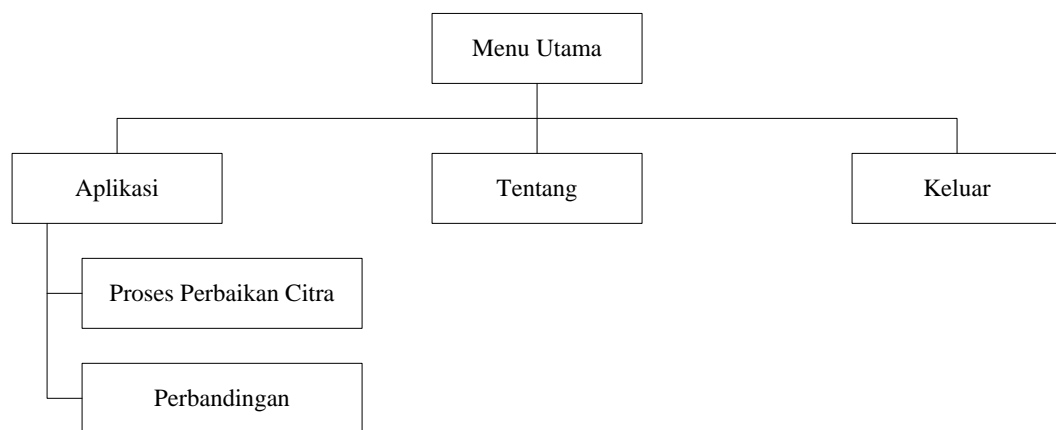 Menu Utama
Aplikasi
Tentang
Keluar
Proses Perbaikan Citra
Perbandingan